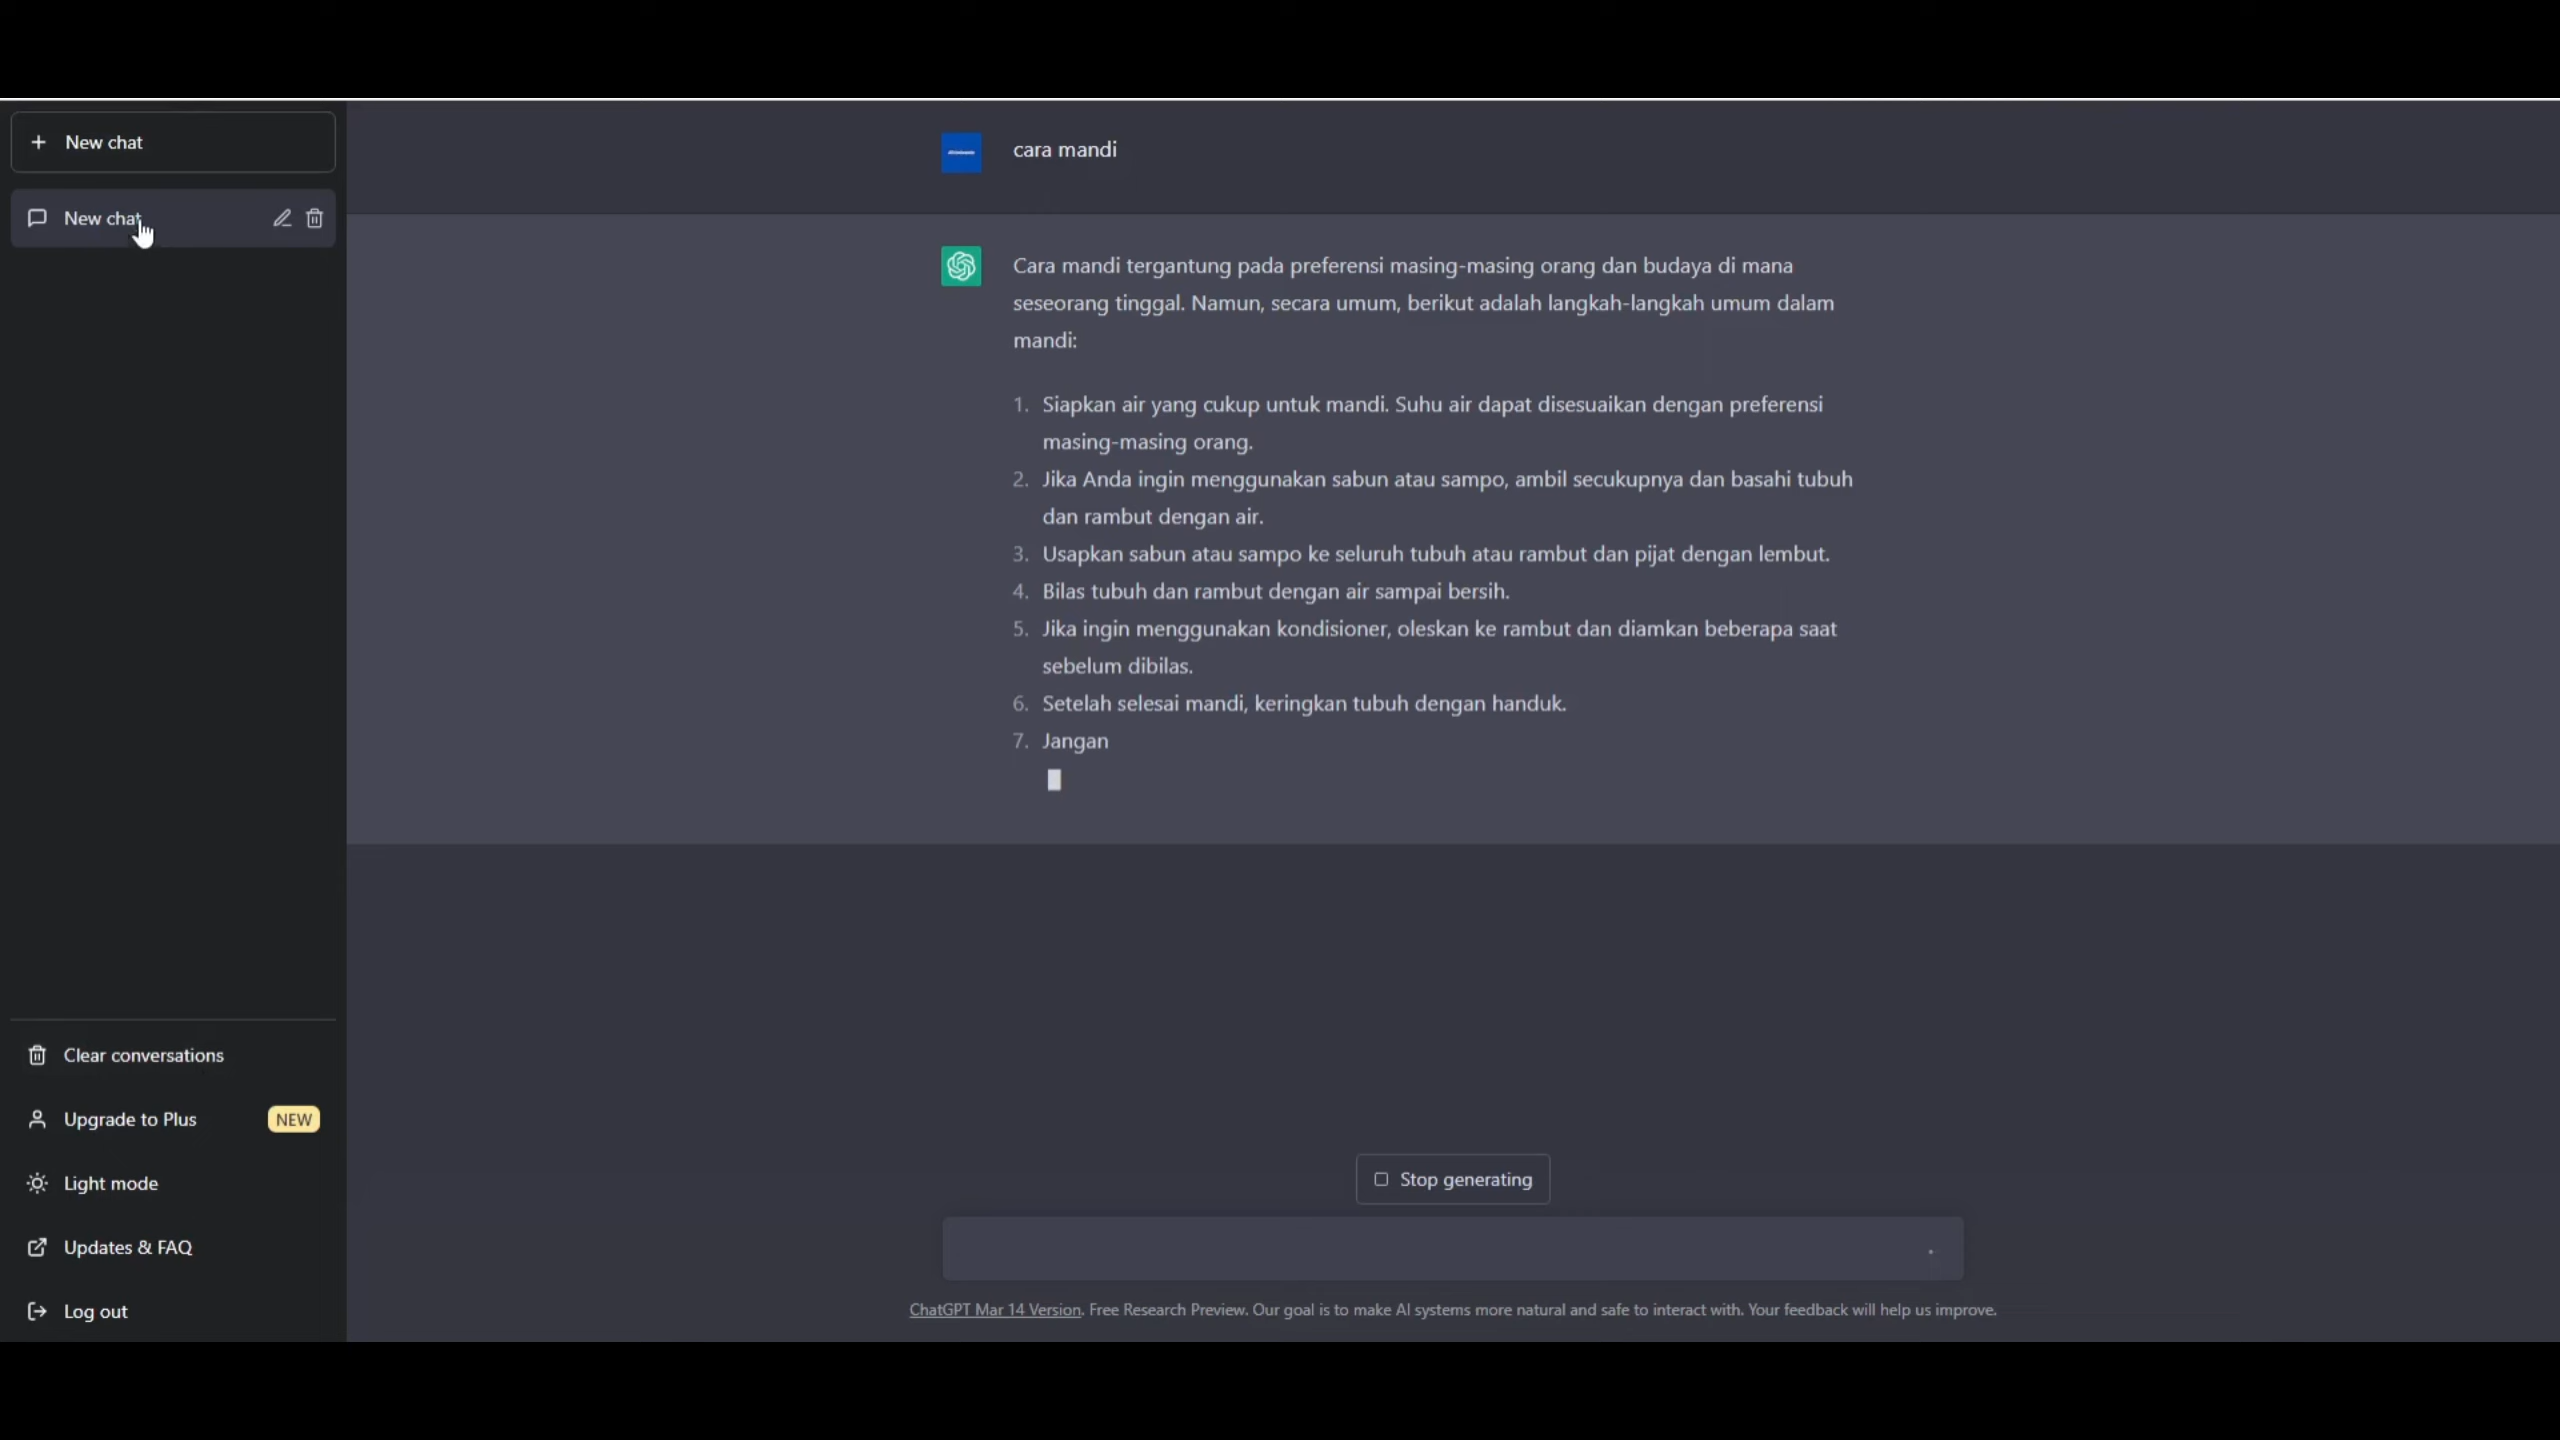 New chat
New chat
cara mandi
Cara mandi tergantung pada preferensi masing-masing orang dan budaya di mana
seseorang tinggal. Namun, secara umum, berikut adalah langkah-langkah umum dalam
mandi:
1. Siapkan air yang cukup untuk mandi. Suhu air dapat disesuaikan dengan preferensi
masing-masing orang.
2. Jika Anda ingin menggunakan sabun atau sampo, ambil secukupnya dan basahi tubuh
dan rambut dengan air.
3. Usapkan sabun atau sampo ke seluruh tubuh atau rambut dan pijat dengan lembut.
4. Bilas tubuh dan rambut dengan air sampai bersih.
5. Jika ingin menggunakan kondisioner, oleskan ke rambut dan diamkan beberapa saat
sebelum dibilas.
6. Setelah selesai mandi, keringkan tubuh dengan handuk.
7. Jangan
Clear conversations
Upgrade to Plus NEW
Light mode
Updates & FAQ
Log out
Stop generating
ChatGPT Mar 14 Version. Free Research Preview. Our goal is to make AI systems more natural and safe to interact with. Your feedback will help us improve.